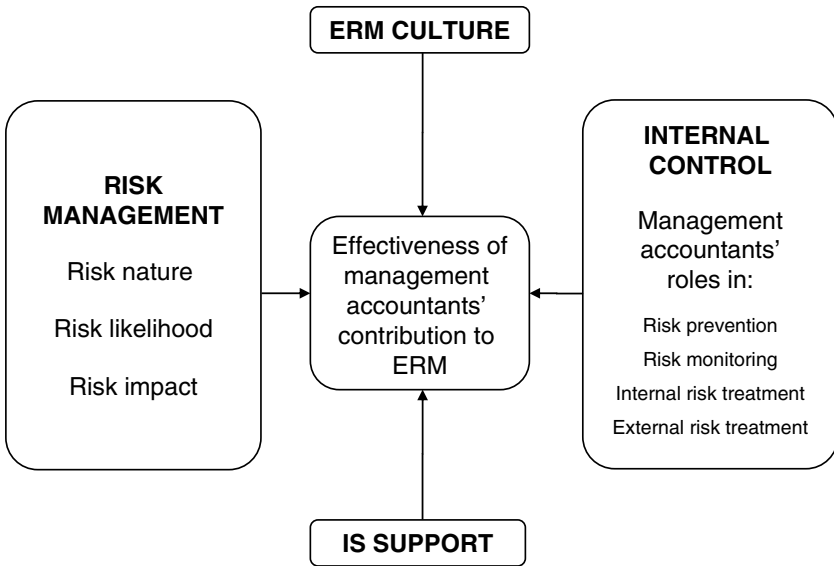 ERM CULTURE
RISK
MANAGEMENT
Risk nature
Risk likelihood
Risk impact
Effectiveness of
management
accountants'
contribution to
ERM
INTERNAL
CONTROL
Management
accountants'
roles in:
Risk prevention
Risk monitoring
Internal risk treatment
External risk treatment
IS SUPPORT